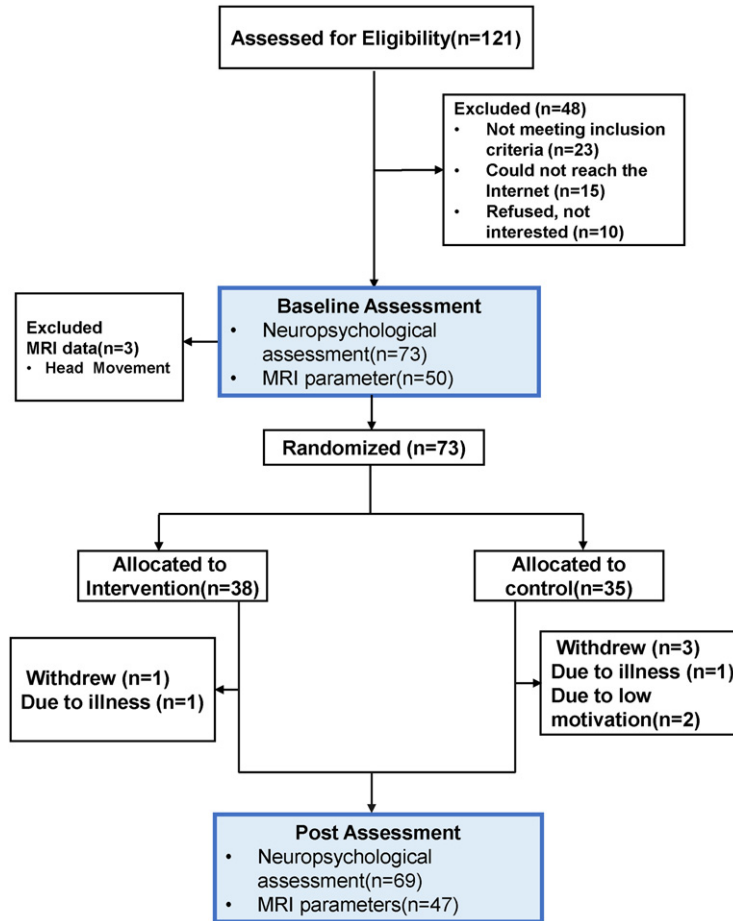 Assessed for Eligibility(n=121)
Excluded (n=48)
• Not meeting inclusion
criteria (n=23)
• Could not reach the
Internet (n=15)
• Refused, not
interested (n=10)
Baseline Assessment
• Neuropsychological
assessment(n=73)
• MRI parameter(n=50)
Excluded
MRI data(n=3)
• Head Movement
Randomized (n=73)
Allocated to
Intervention(n=38)
Allocated to
control(n=35)
Withdrew (n=1)
Due to illness (n=1)
Withdrew (n=3)
Due to illness (n=1)
Due to low
motivation(n=2)
Post Assessment
• Neuropsychological
assessment(n=69)
• MRI parameters(n=47)